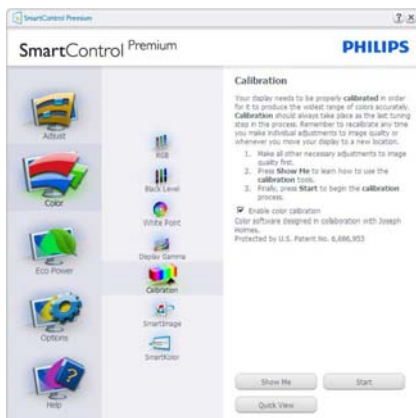 SmartControl Premium
SmartControl Premium
PHILIPS
Adjust
Color
Eco Power
Options
Help
RGB
Black Level
White Point
Display Gamma
Calibration
SmartImage
SmartKolor
Calibration
Your display needs to be properly calibrated in order
for it to produce the widest range of colors accurately.
Calibration should always take place as the last tuning
step in the process. Remember to recalibrate any time
you make individual adjustments to image quality or
whenever you move your display to a new location.
1. Make all other necessary adjustments to image
quality first.
2. Press Show Me to learn how to use the
calibration tools.
3. Finally, press Start to begin the calibration
process.
Enable color calibration
Color software designed in collaboration with Joseph
Holmes.
Protected by U.S. Patent No. 6,686,953
Show Me
Start
Quick View